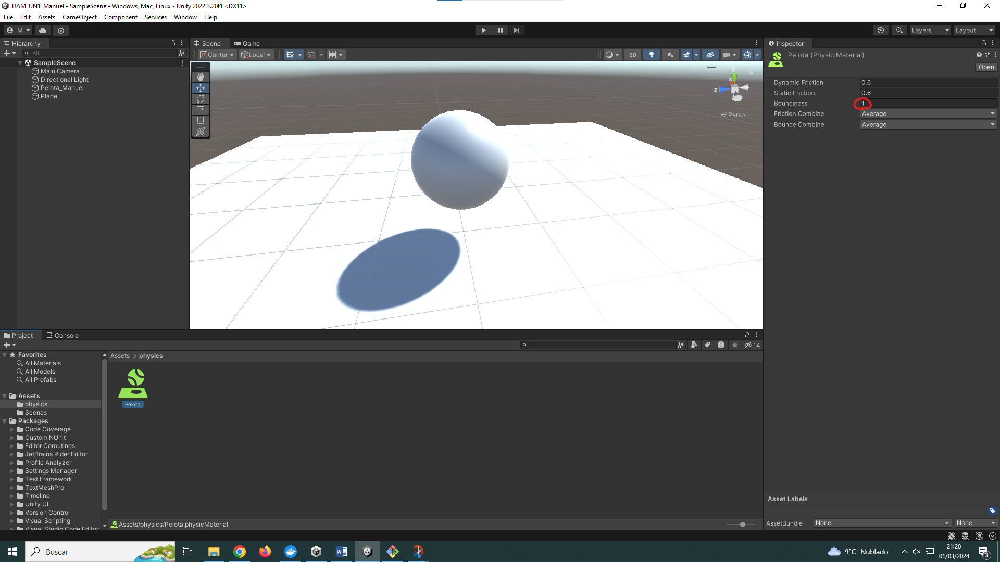 DAM_UN1_Manuel - SampleScene - Windows, Mac, Linux - Unity 2022.3.20f1 <DX11>
File Edit Assets GameObject Component Services Window Help
M Layers Layout
Hierarchy
All
SampleScene
Main Camera
Directional Light
Pelota_Manuel
Plane
Scene Game
Center Local 2D
y
x
z
Persp
Inspector
Pelota (Physic Material)
Open
Dynamic Friction 0.6
Static Friction 0.6
Bounciness 1
Friction Combine Average
Bounce Combine Average
Project Console
14
Favorites
All Materials
All Models
All Prefabs
Assets
physics
Scenes
Packages
Code Coverage
Custom NUnit
Editor Coroutines
JetBrains Rider Editor
Profile Analyzer
Settings Manager
Test Framework
TextMeshPro
Timeline
Unity UI
Version Control
Visual Scripting
Visual Studio Code Editor
Assets > physics
Pelota
Assets/physics/Pelota.physicMaterial
Asset Labels
AssetBundle None None
Buscar
9°C Nublado
21:20
01/03/2024
3